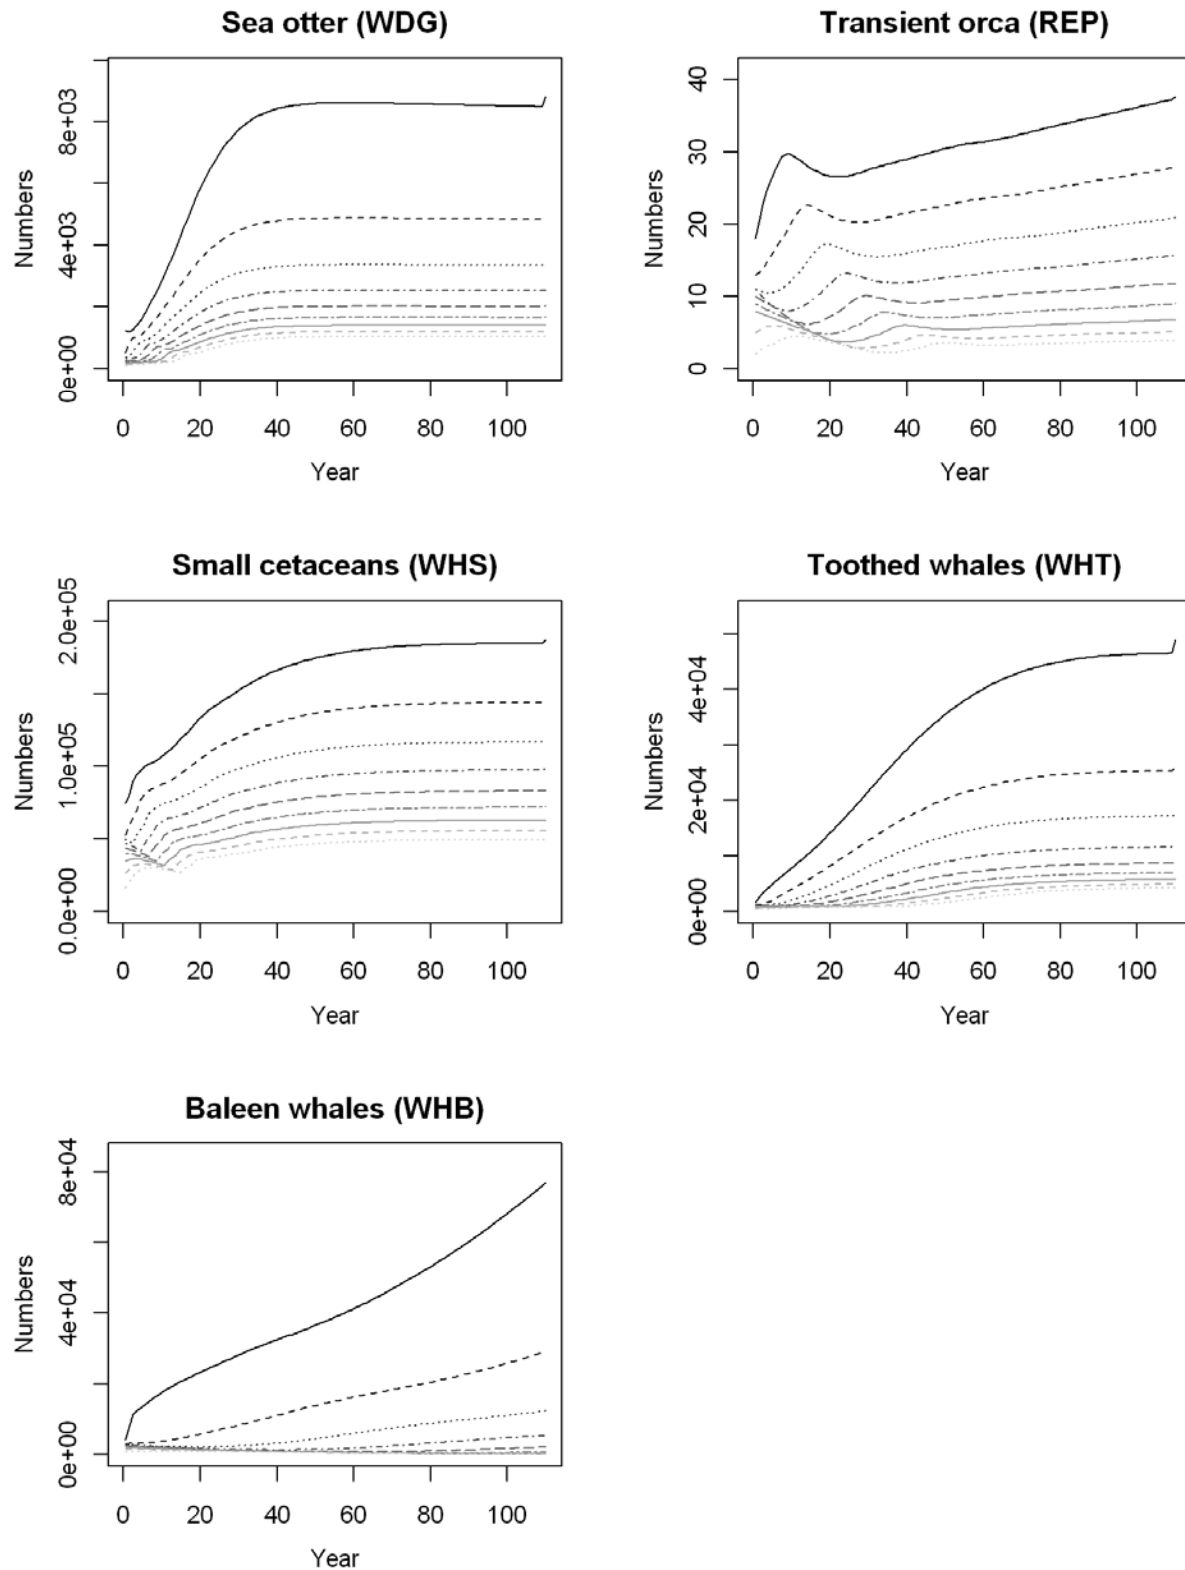 Sea otter (WDG)
Numbers
0e+00 4e+03 8e+03
0 20 40 60 80 100
Year
Transient orca (REP)
Numbers
0 10 20 30 40
0 20 40 60 80 100
Year
Small cetaceans (WHS)
Numbers
0.0e+00 1.0e+05 2.0e+05
0 20 40 60 80 100
Year
Toothed whales (WHT)
Numbers
0e+00 2e+04 4e+04
0 20 40 60 80 100
Year
Baleen whales (WHB)
Numbers
0e+00 4e+04 8e+04
0 20 40 60 80 100
Year